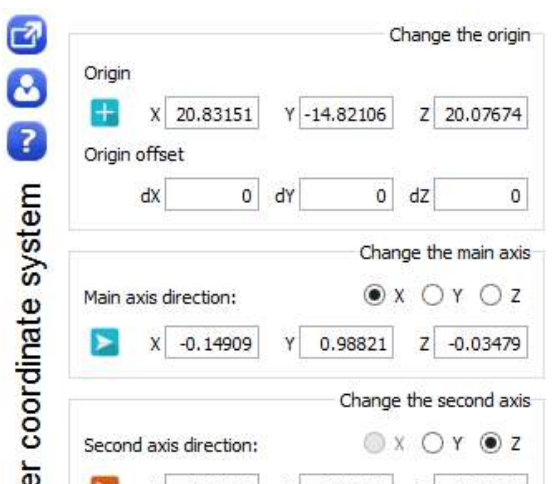 Change the origin
Origin
X 20.83151 Y -14.82106 Z 20.07674
Origin offset
dX 0 dY 0 dZ 0
Change the main axis
Main axis direction: X Y Z
X -0.14909 Y 0.98821 Z -0.03479
Change the second axis
Second axis direction: X Y Z
er coordinate system
?